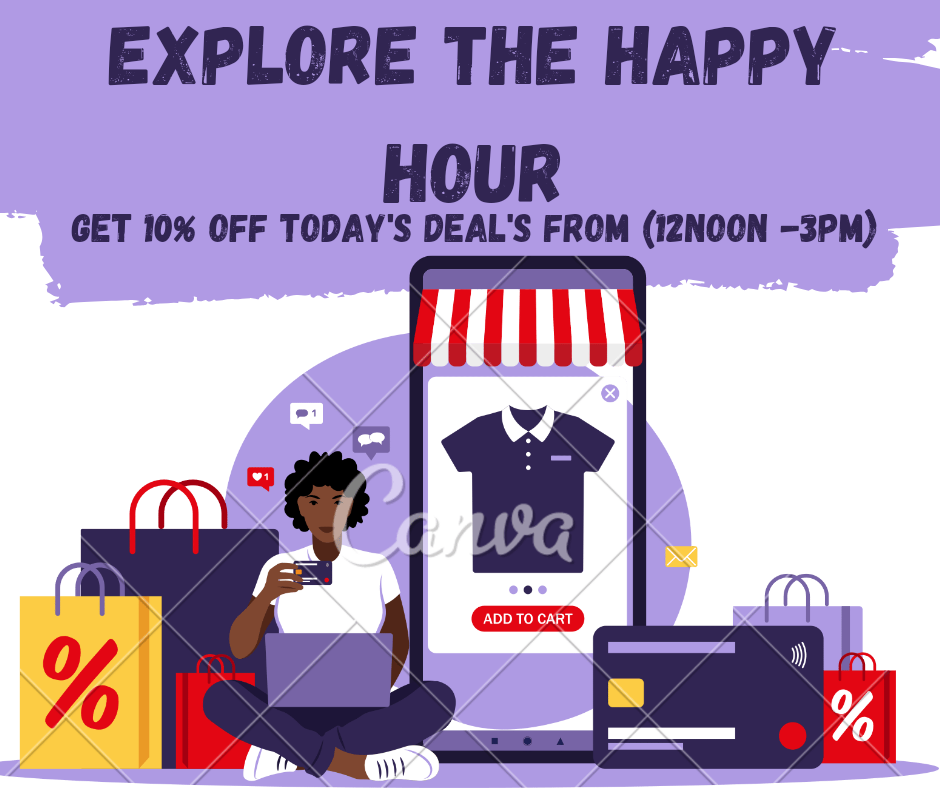 EXPLORE THE HAPPY
HOUR
GET 10% OFF TODAY'S DEAL'S FROM (12NOON -3PM)
1
1
Canva
ADD TO CART
%
%